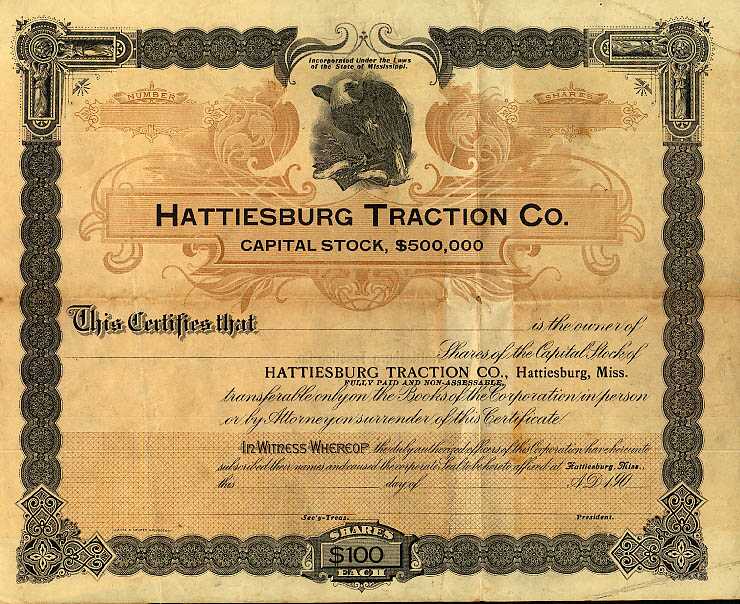 Incorporated Under the Laws
of the State of Mississippi.
NUMBER
SHARES
HATTIESBURG TRACTION CO.
CAPITAL STOCK, $500,000
This Certifies that is the owner of
Shares of the Capital Stock of
HATTIESBURG TRACTION CO., Hattiesburg, Miss.
FULLY PAID AND NON-ASSESSABLE,
transferable only on the Books of the Corporation in person
or by Attorney on surrender of this Certificate
IN WITNESS WHEREOF the duly authorized officers of this Corporation have hereunto
subscribed their names and caused the corporate Seal to be hereto affixed at Hattiesburg, Miss.,
this day of A.D. 190
Sec'y-Treas. President.
SHARES
$100
EACH